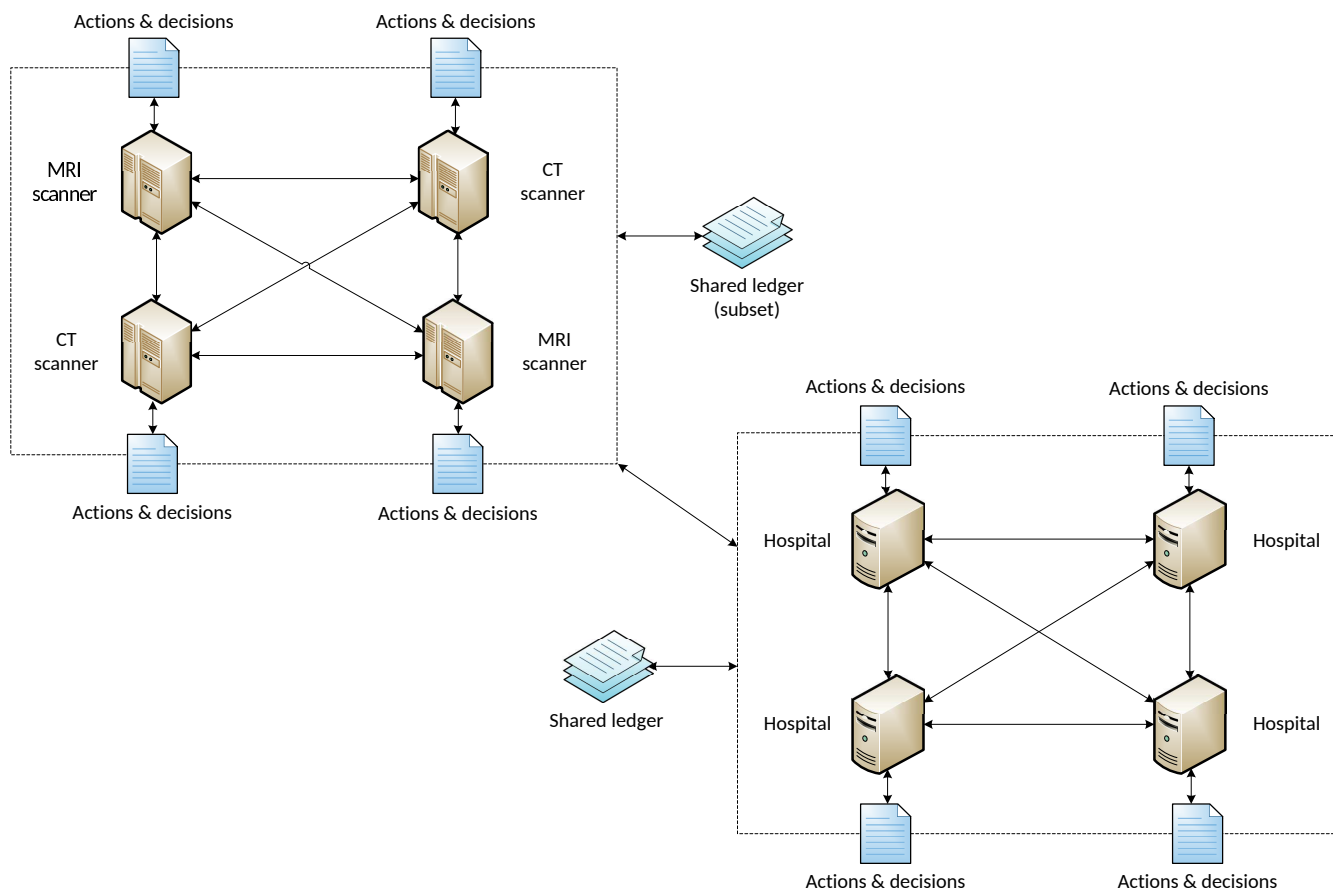 Actions & decisions
Actions & decisions
MRI
scanner
CT
scanner
Shared ledger
(subset)
CT
scanner
MRI
scanner
Actions & decisions
Actions & decisions
Actions & decisions
Actions & decisions
Hospital
Hospital
Shared ledger
Hospital
Hospital
Actions & decisions
Actions & decisions